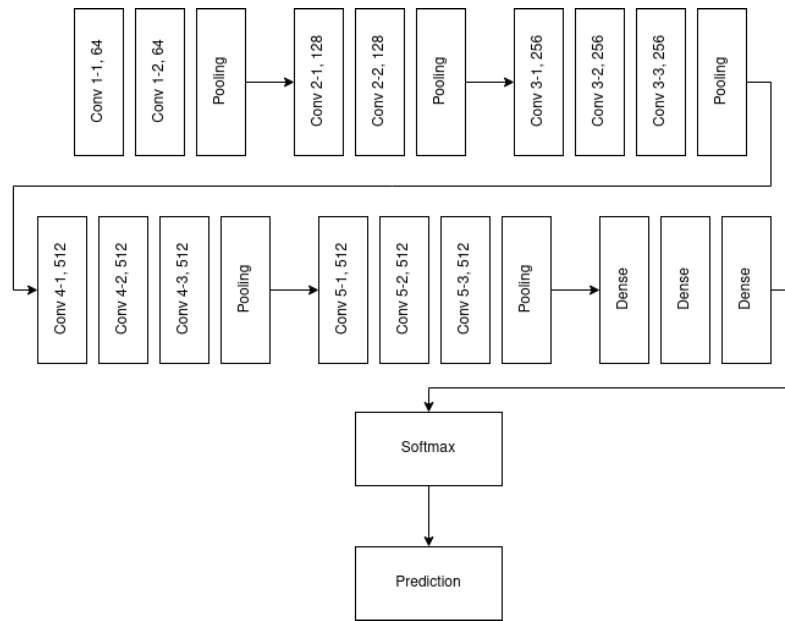 Conv 1-1, 64
Conv 1-2, 64
Pooling
Conv 2-1, 128
Conv 2-2, 128
Pooling
Conv 3-1, 256
Conv 3-2, 256
Conv 3-3, 256
Pooling
Conv 4-1, 512
Conv 4-2, 512
Conv 4-3, 512
Pooling
Conv 5-1, 512
Conv 5-2, 512
Conv 5-3, 512
Pooling
Dense
Dense
Dense
Softmax
Prediction